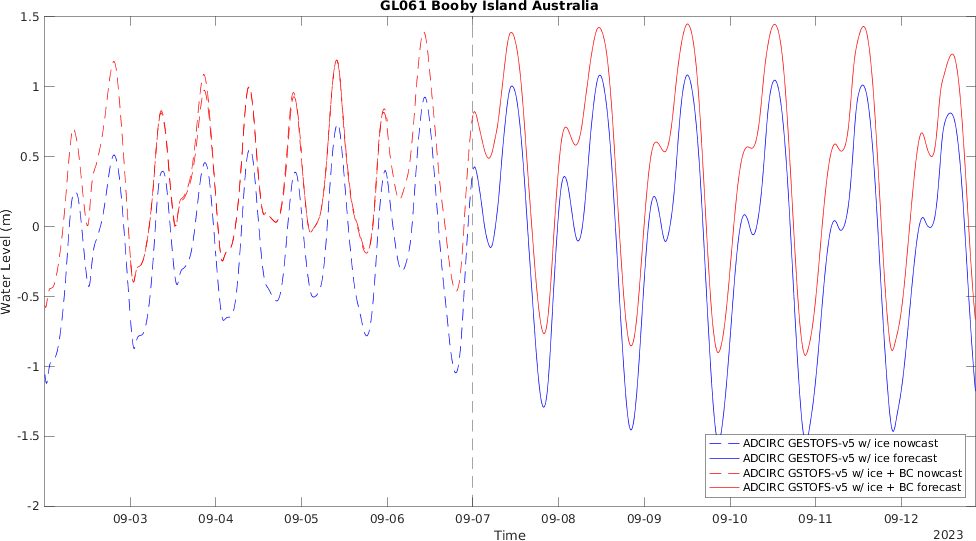 GL061 Booby Island Australia
1.5
1
0.5
0
-0.5
-1
-1.5
-2
Water Level (m)
09-03 09-04 09-05 09-06 09-07 09-08 09-09 09-10 09-11 09-12
Time
2023
ADCIRC GESTOFS-v5 w/ ice nowcast
ADCIRC GESTOFS-v5 w/ ice forecast
ADCIRC GSTOFS-v5 w/ ice + BC nowcast
ADCIRC GSTOFS-v5 w/ ice + BC forecast